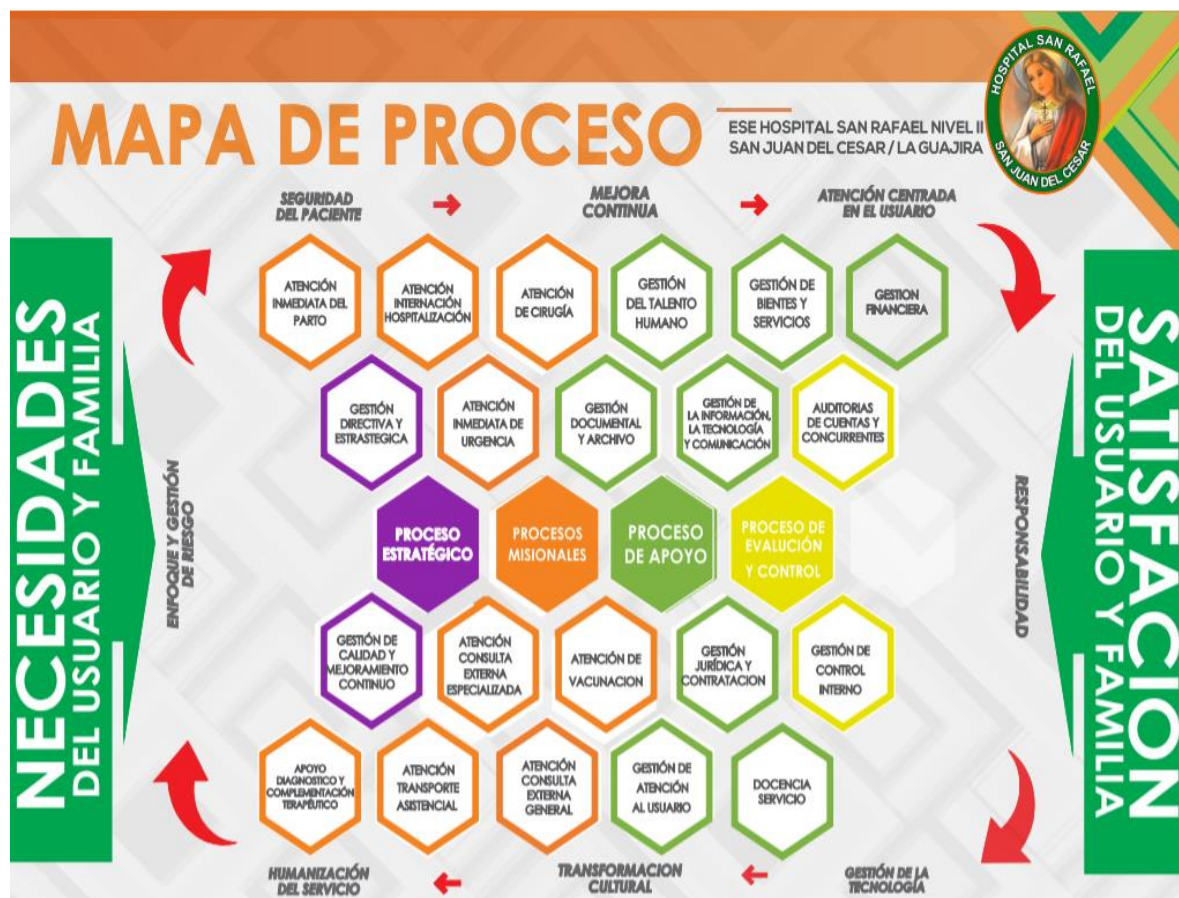 HOSPITAL SAN RAFAEL
SAN JUAN DEL CESAR
MAPA DE PROCESO
ESE HOSPITAL SAN RAFAEL NIVEL II
SAN JUAN DEL CESAR / LA GUAJIRA
SEGURIDAD
DEL PACIENTE
MEJORA
CONTINUA
ATENCIÓN CENTRADA
EN EL USUARIO
NECESIDADES
DEL USUARIO Y FAMILIA
ENFOQUE Y GESTIÓN
DE RIESGO
ATENCIÓN
INMEDIATA DEL
PARTO
ATENCIÓN
INTERNACIÓN
HOSPITALIZACIÓN
ATENCIÓN
DE CIRUGÍA
GESTIÓN
DEL TALENTO
HUMANO
GESTIÓN DE
BIENTES Y
SERVICIOS
GESTION
FINANCIERA
GESTIÓN
DIRECTIVA Y
ESTRASTEGICA
ATENCIÓN
INMEDIATA DE
URGENCIA
GESTIÓN
DOCUMENTAL
Y ARCHIVO
GESTIÓN DE
LA INFORMACIÓN,
LA TECNOLOGÍA
Y COMUNICACIÓN
AUDITORIAS
DE CUENTAS Y
CONCURRENTES
PROCESO
ESTRATÉGICO
PROCESOS
MISIONALES
PROCESO
DE APOYO
PROCESO DE
EVALUCIÓN
Y CONTROL
GESTIÓN DE
CALIDAD Y
MEJORAMIENTO
CONTINUO
ATENCIÓN
CONSULTA
EXTERNA
ESPECIALIZADA
ATENCIÓN DE
VACUNACION
GESTIÓN
JURÍDICA Y
CONTRATACION
GESTIÓN DE
CONTROL
INTERNO
APOYO
DIAGNOSTICO Y
COMPLEMENTACIÓN
TERAPÉUTICO
ATENCIÓN
TRANSPORTE
ASISTENCIAL
ATENCIÓN
CONSULTA
EXTERNA
GENERAL
GESTIÓN DE
ATENCIÓN
AL USUARIO
DOCENCIA
SERVICIO
RESPONSABILIDAD
SATISFACION
DEL USUARIO Y FAMILIA
HUMANIZACIÓN
DEL SERVICIO
TRANSFORMACION
CULTURAL
GESTIÓN DE LA
TECNOLOGÍA